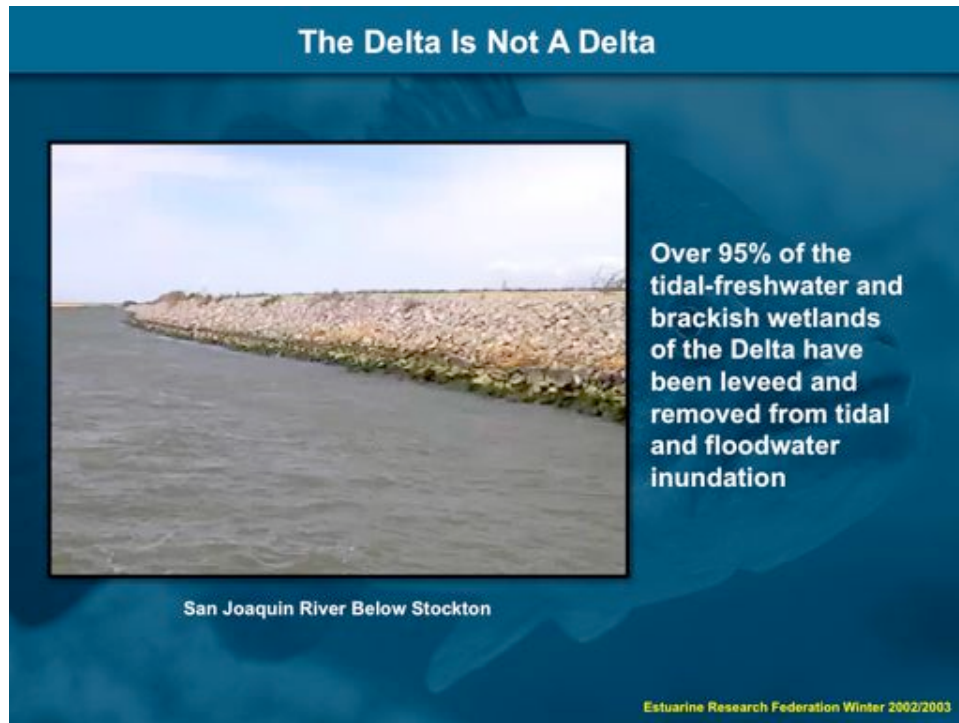 The Delta Is Not A Delta
Over 95% of the
tidal-freshwater and
brackish wetlands
of the Delta have
been leveed and
removed from tidal
and floodwater
inundation
San Joaquin River Below Stockton
Estuarine Research Federation Winter 2002/2003